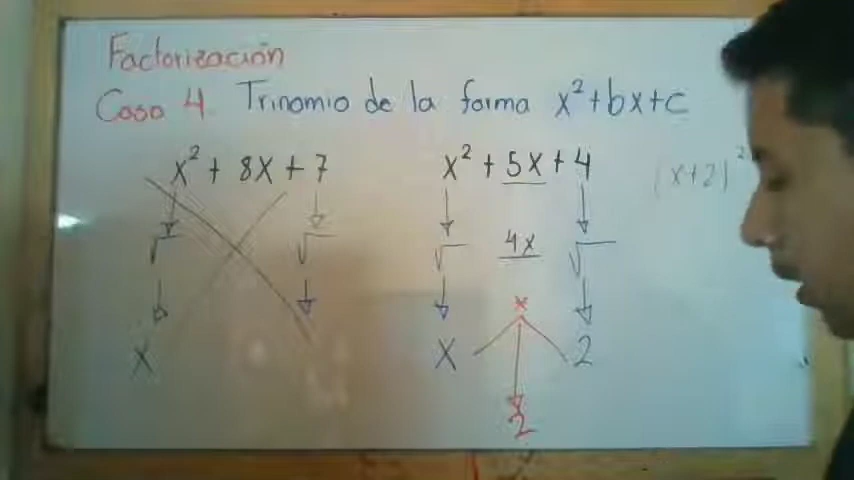 Factorización
Caso 4. Trinomio de la forma x²+bx+c
x² + 8x + 7
x² + 5x + 4
(x+2)²
√ √
√ 4x √
x
x
x 2
2